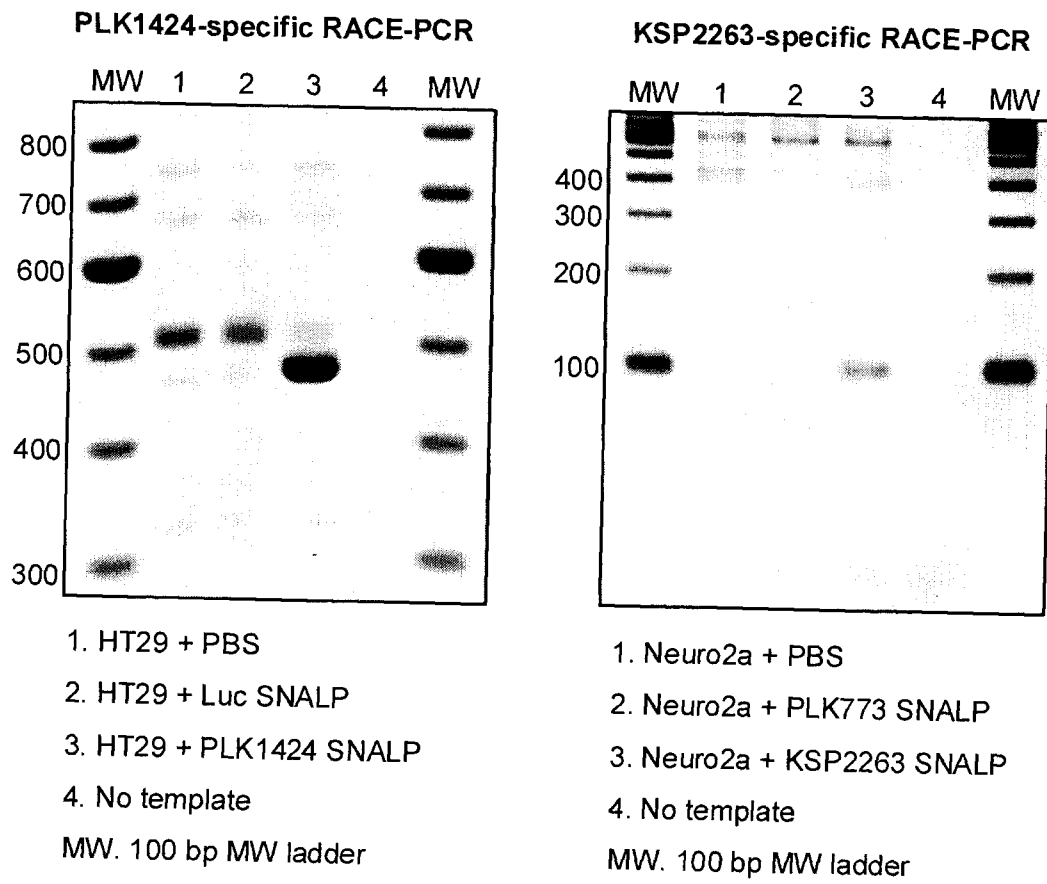 PLK1424-specific RACE-PCR
MW 1 2 3 4 MW
800
700
600
500
400
300
1. HT29 + PBS
2. HT29 + Luc SNALP
3. HT29 + PLK1424 SNALP
4. No template
MW. 100 bp MW ladder
KSP2263-specific RACE-PCR
MW 1 2 3 4 MW
400
300
200
100
1. Neuro2a + PBS
2. Neuro2a + PLK773 SNALP
3. Neuro2a + KSP2263 SNALP
4. No template
MW. 100 bp MW ladder